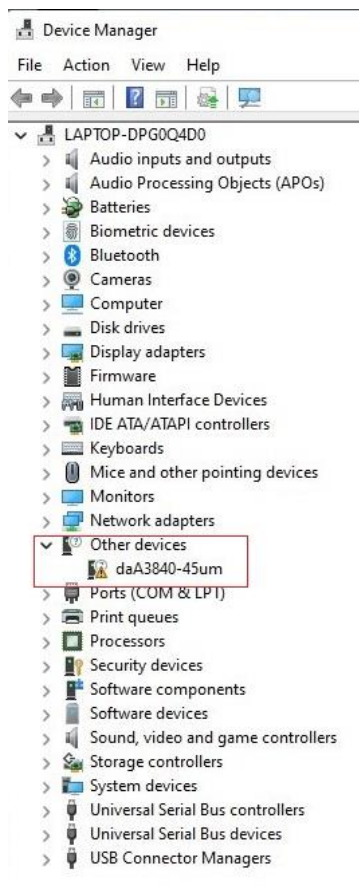 Device Manager
File Action View Help
LAPTOP-DPG0Q4D0
Audio inputs and outputs
Audio Processing Objects (APOs)
Batteries
Biometric devices
Bluetooth
Cameras
Computer
Disk drives
Display adapters
Firmware
Human Interface Devices
IDE ATA/ATAPI controllers
Keyboards
Mice and other pointing devices
Monitors
Network adapters
Other devices
daA3840-45um
Ports (COM & LPT)
Print queues
Processors
Security devices
Software components
Software devices
Sound, video and game controllers
Storage controllers
System devices
Universal Serial Bus controllers
Universal Serial Bus devices
USB Connector Managers